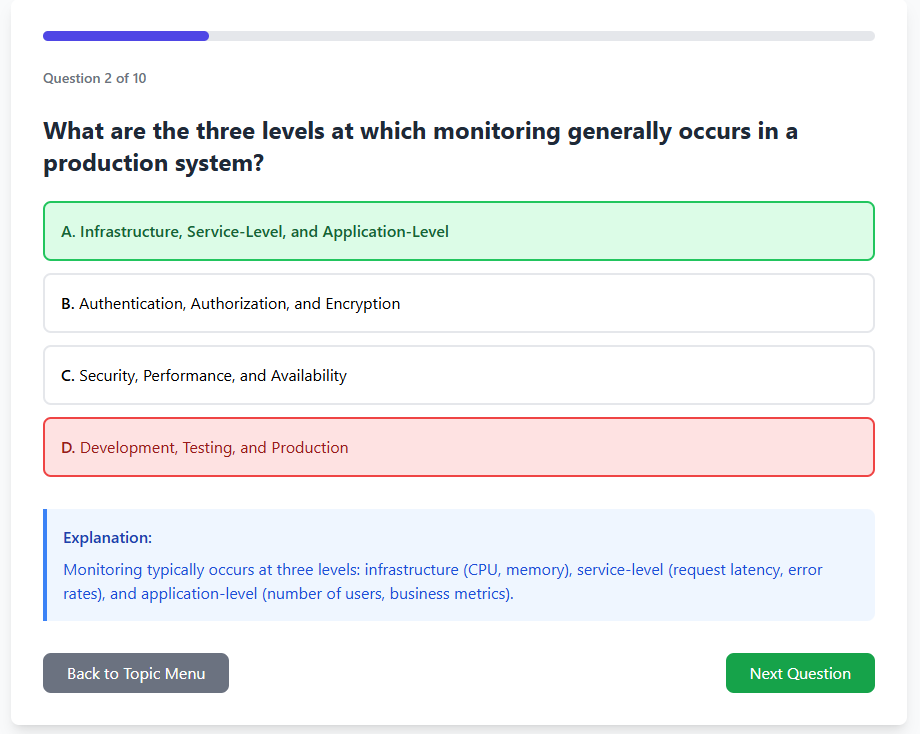 Question 2 of 10
What are the three levels at which monitoring generally occurs in a
production system?
A. Infrastructure, Service-Level, and Application-Level
B. Authentication, Authorization, and Encryption
C. Security, Performance, and Availability
D. Development, Testing, and Production
Explanation:
Monitoring typically occurs at three levels: infrastructure (CPU, memory), service-level (request latency, error
rates), and application-level (number of users, business metrics).
Back to Topic Menu
Next Question